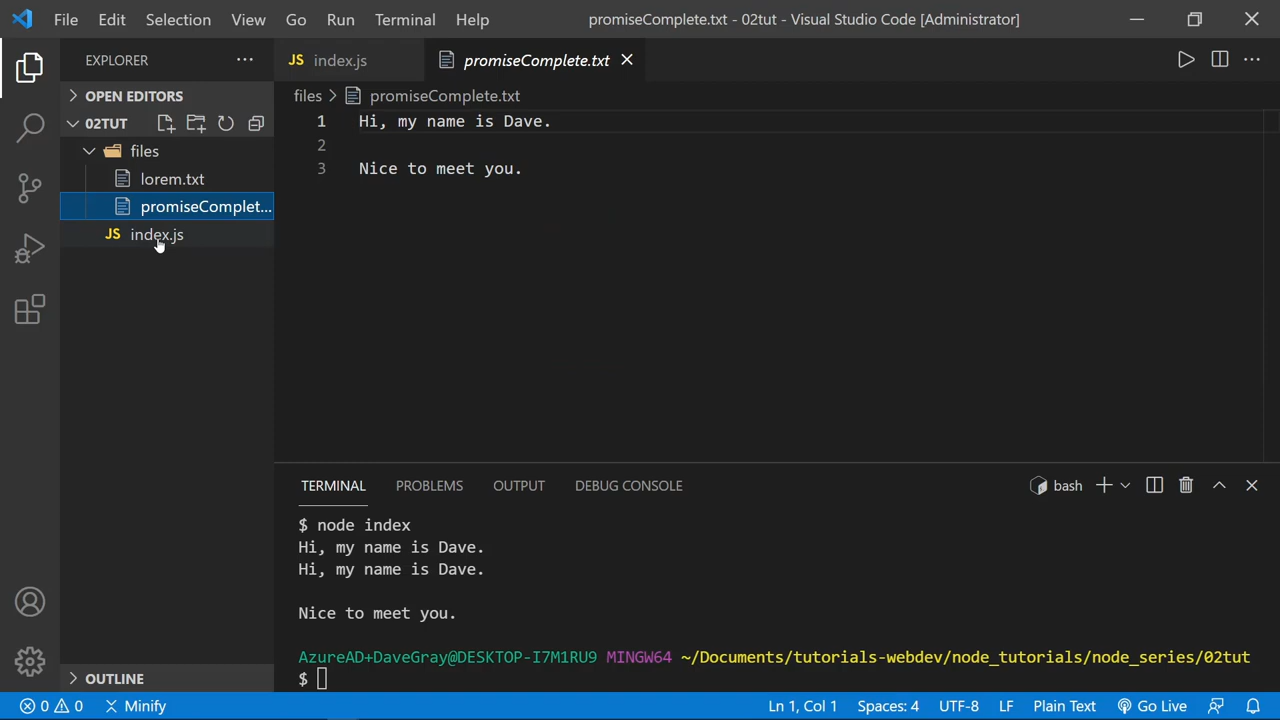 File Edit Selection View Go Run Terminal Help promiseComplete.txt - 02tut - Visual Studio Code [Administrator]
EXPLORER ...
JS index.js
promiseComplete.txt
OPEN EDITORS
02TUT
files
lorem.txt
promiseComplet...
JS index.js
files > promiseComplete.txt
1 Hi, my name is Dave.
2
3 Nice to meet you.
TERMINAL PROBLEMS OUTPUT DEBUG CONSOLE bash
$ node index
Hi, my name is Dave.
Hi, my name is Dave.
Nice to meet you.
AzureAD+DaveGray@DESKTOP-I7M1RU9 MINGW64 ~/Documents/tutorials-webdev/node_tutorials/node_series/02tut
$
OUTLINE
0 0 Minify Ln 1, Col 1 Spaces: 4 UTF-8 LF Plain Text Go Live